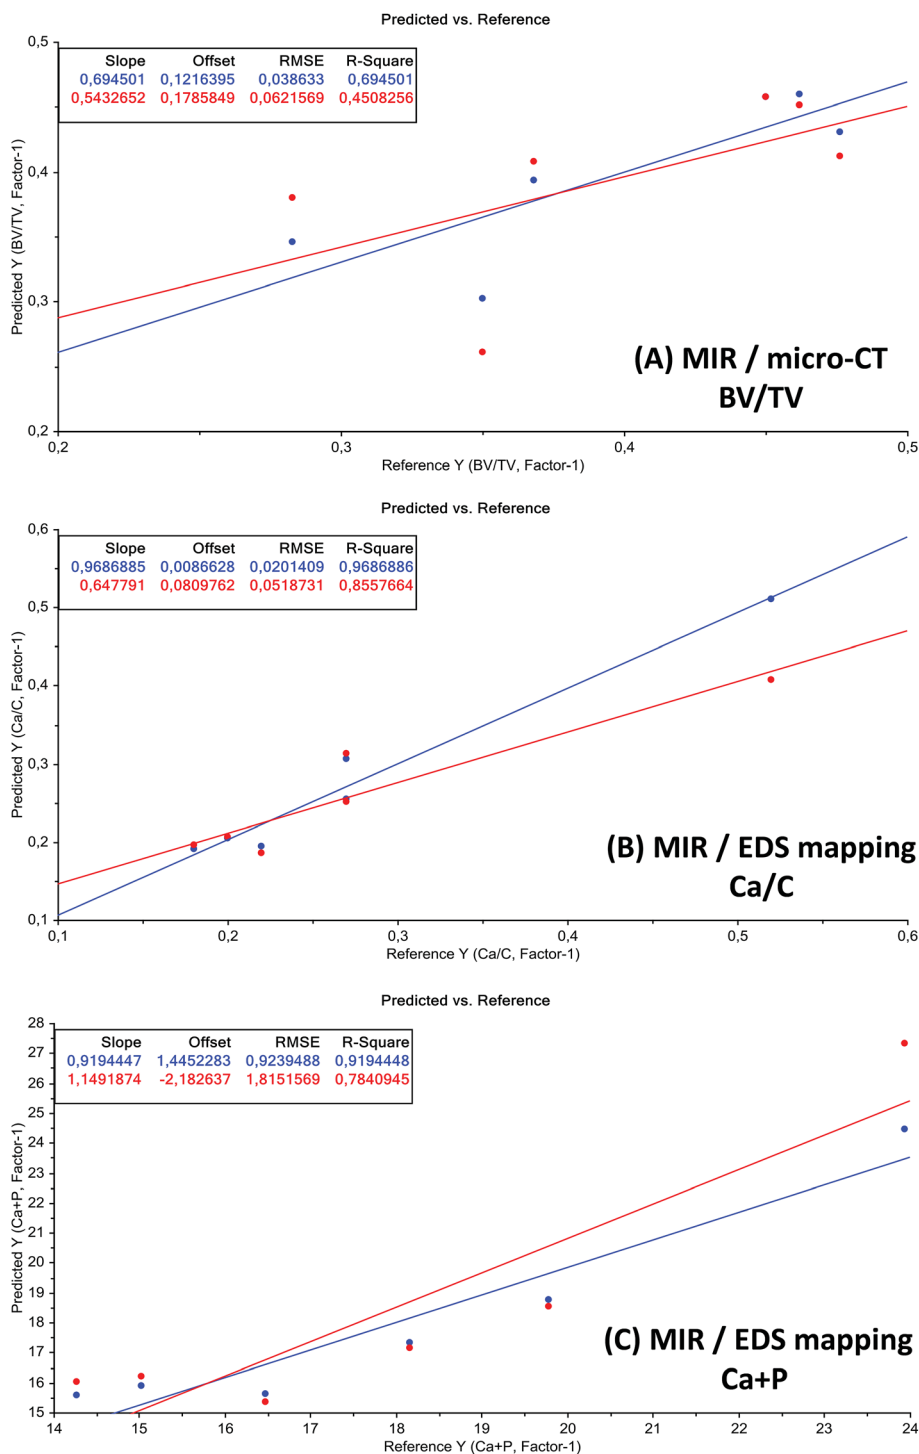 Predicted vs. Reference
Slope Offset RMSE R-Square
0,694501 0,1216395 0,038633 0,694501
0,5432652 0,1785849 0,0621569 0,4508256
Predicted Y (BV/TV, Factor-1)
0,5
0,4
0,3
0,2
(A) MIR / micro-CT
BV/TV
0,2 0,3 0,4 0,5
Reference Y (BV/TV, Factor-1)
Predicted vs. Reference
Slope Offset RMSE R-Square
0,9686885 0,0086628 0,0201409 0,9686886
0,647791 0,0809762 0,0518731 0,8557664
Predicted Y (Ca/C, Factor-1)
0,6
0,5
0,4
0,3
0,2
0,1
(B) MIR / EDS mapping
Ca/C
0,1 0,2 0,3 0,4 0,5 0,6
Reference Y (Ca/C, Factor-1)
Predicted vs. Reference
Slope Offset RMSE R-Square
0,9194447 1,4452283 0,9239488 0,9194448
1,1491874 -2,182637 1,8151569 0,7840945
Predicted Y (Ca+P, Factor-1)
28
27
26
25
24
23
22
21
20
19
18
17
16
15
(C) MIR / EDS mapping
Ca+P
14 15 16 17 18 19 20 21 22 23 24
Reference Y (Ca+P, Factor-1)